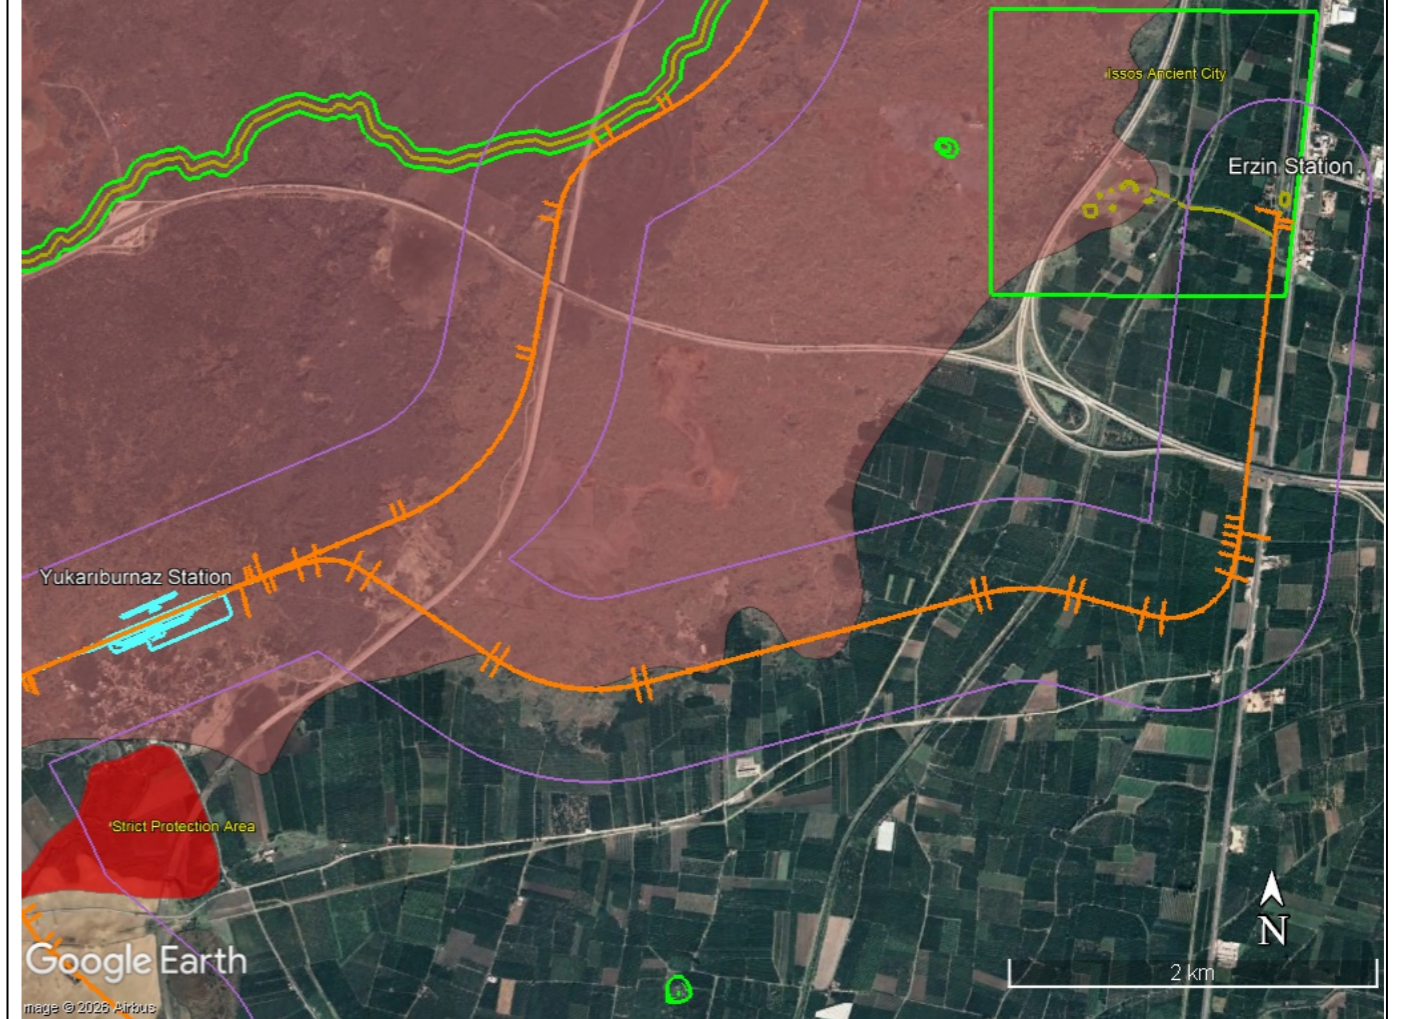 Issos Ancient City
Erzin Station
Yukarıburnaz Station
Strict Protection Area
N
Google Earth
2 km
mage © 2026 Airbus